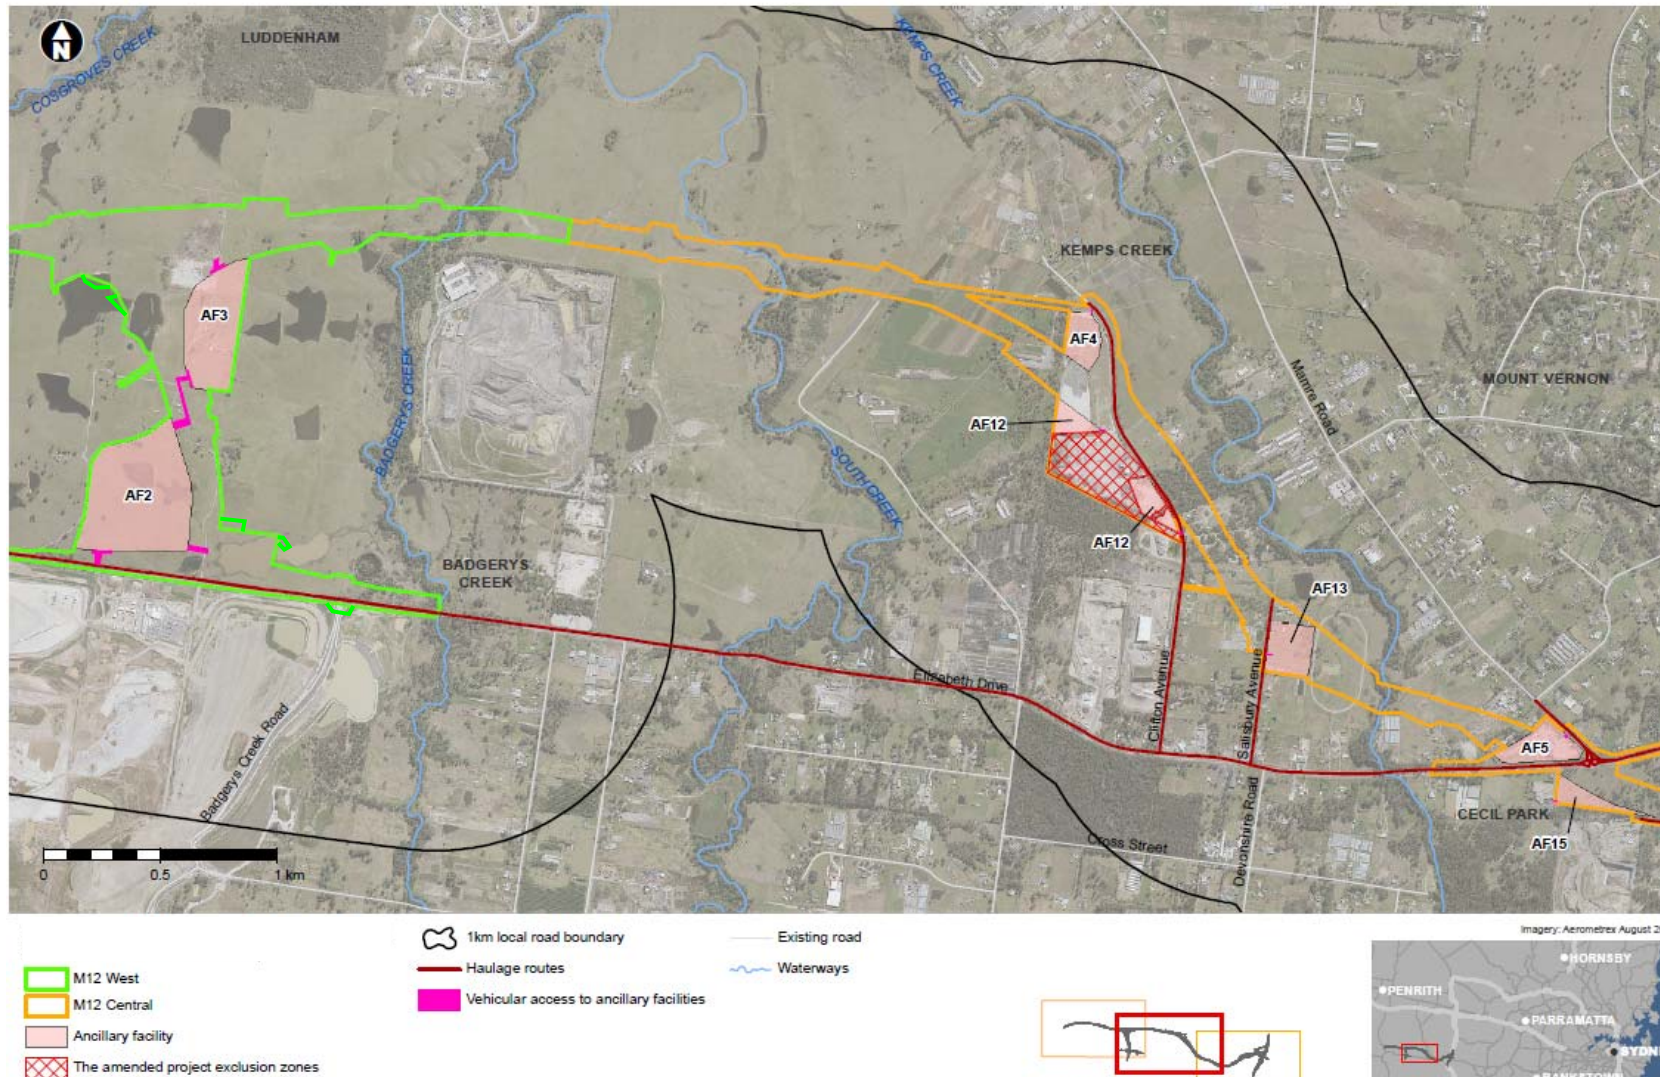 N
LUDDENHAM
COSGROVES CREEK
KEMPS CREEK
KEMPS CREEK
AF3
AF4
MOUNT VERNON
Mamre Road
BADGERYS CREEK
AF12
SOUTH CREEK
AF2
AF12
BADGERYS
CREEK
AF13
Elizabeth Drive
Clifton Avenue
Salisbury Avenue
Badgery's Creek Road
AF5
CECIL PARK
Devonshire Road
Cross Street
AF15
0 0.5 1 km
Imagery: Aerometrex August 2
1km local road boundary
Existing road
Haulage routes
Waterways
M12 West
M12 Central
Vehicular access to ancillary facilities
Ancillary facility
The amended project exclusion zones
HORNSBY
PENRITH
PARRAMATTA
SYDN